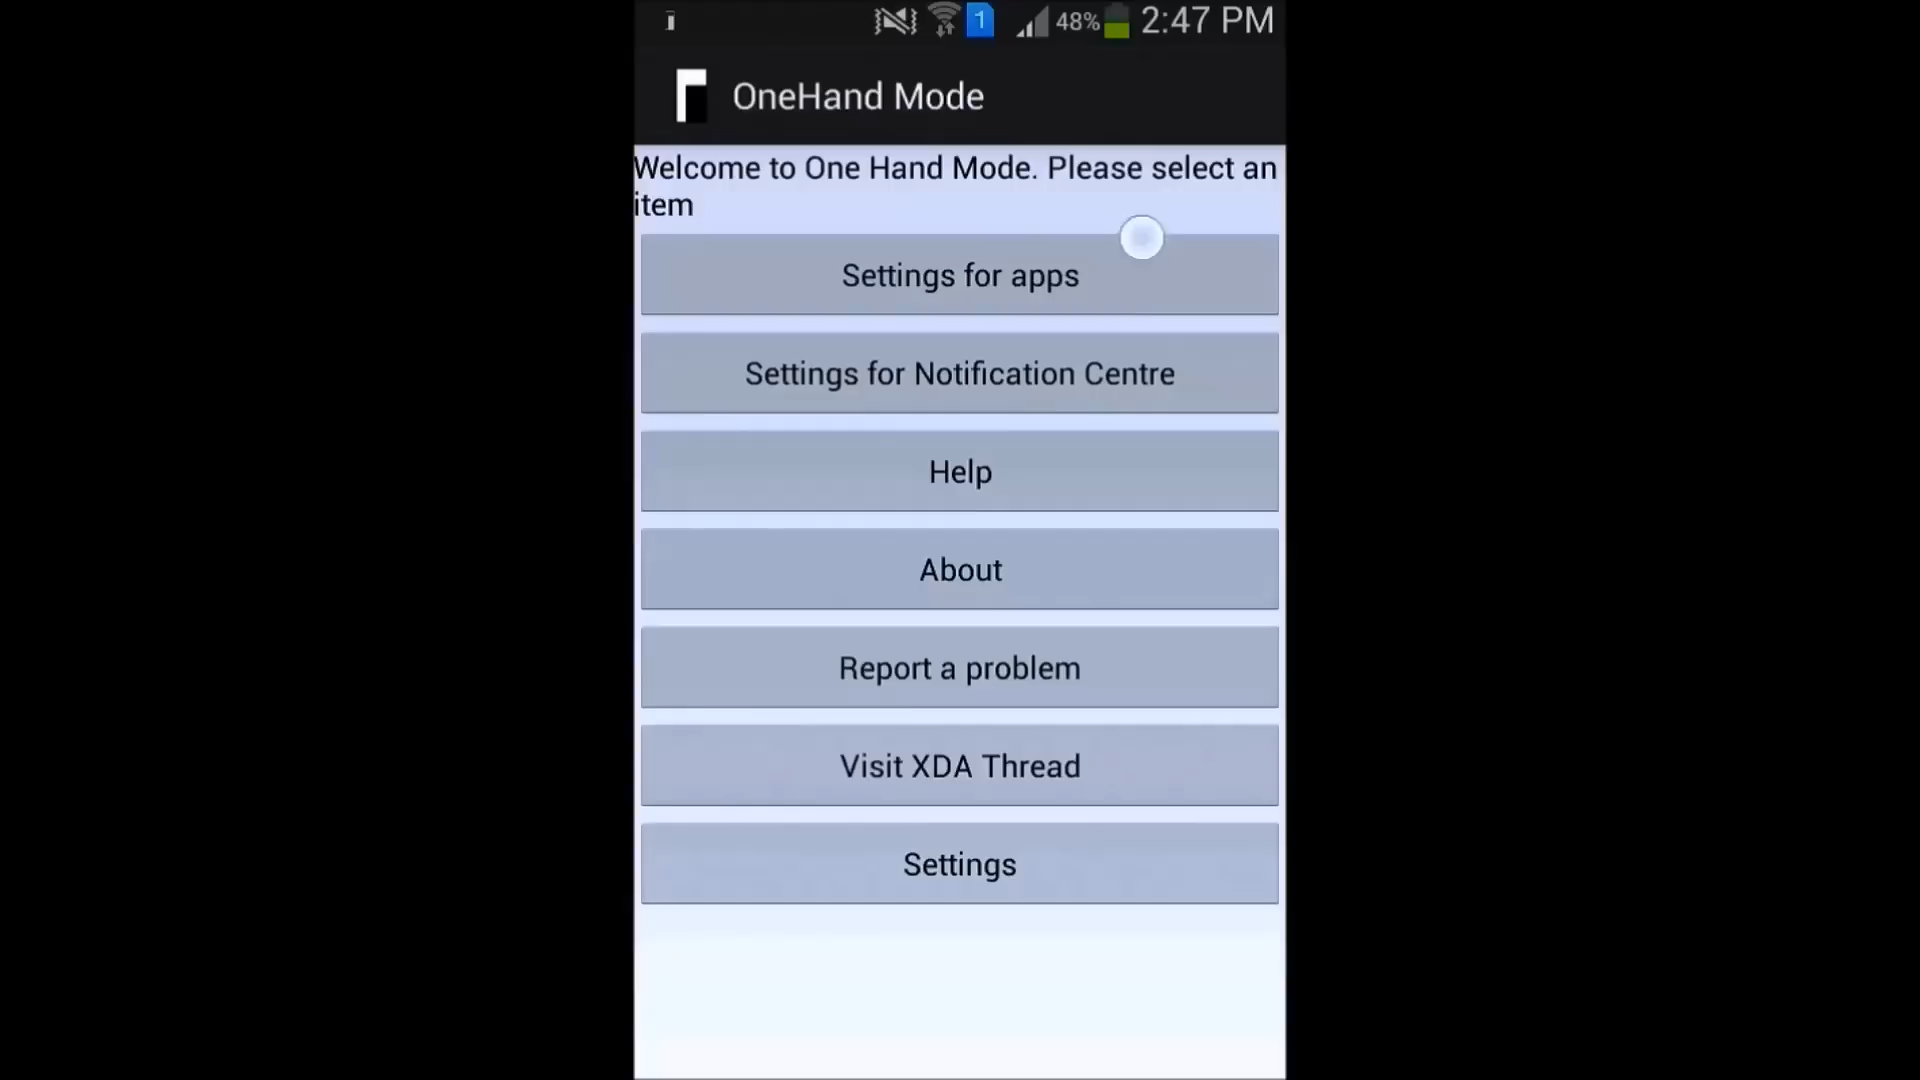 1 48% 2:47 PM
OneHand Mode
Welcome to One Hand Mode. Please select an
item
Settings for apps
Settings for Notification Centre
Help
About
Report a problem
Visit XDA Thread
Settings